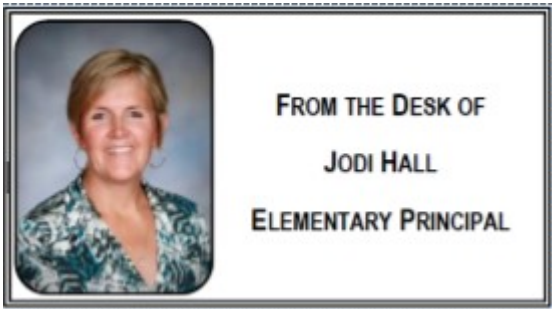 FROM THE DESK OF
JODI HALL
ELEMENTARY PRINCIPAL